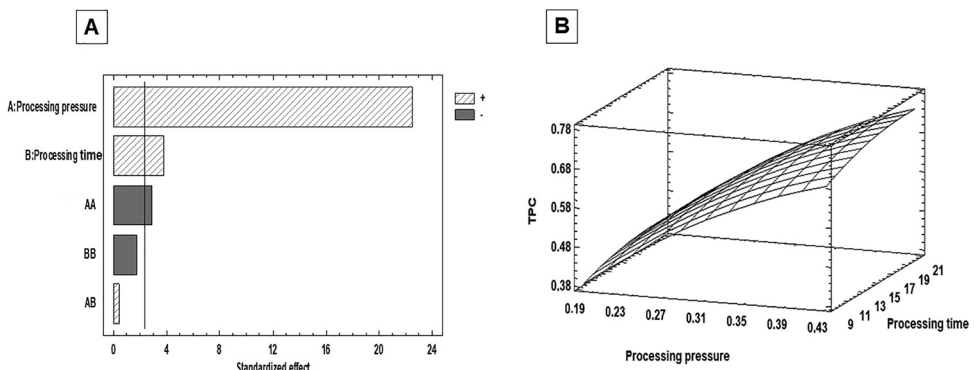 A
A:Processing pressure
B:Processing time
AA
BB
AB
0 4 8 12 16 20 24
Standardized effect
+
-
B
0.78
0.68
0.58
0.48
0.38
TPC
0.19 0.23 0.27 0.31 0.35 0.39 0.43
Processing pressure
9 11 13 15 17 19 21
Processing time